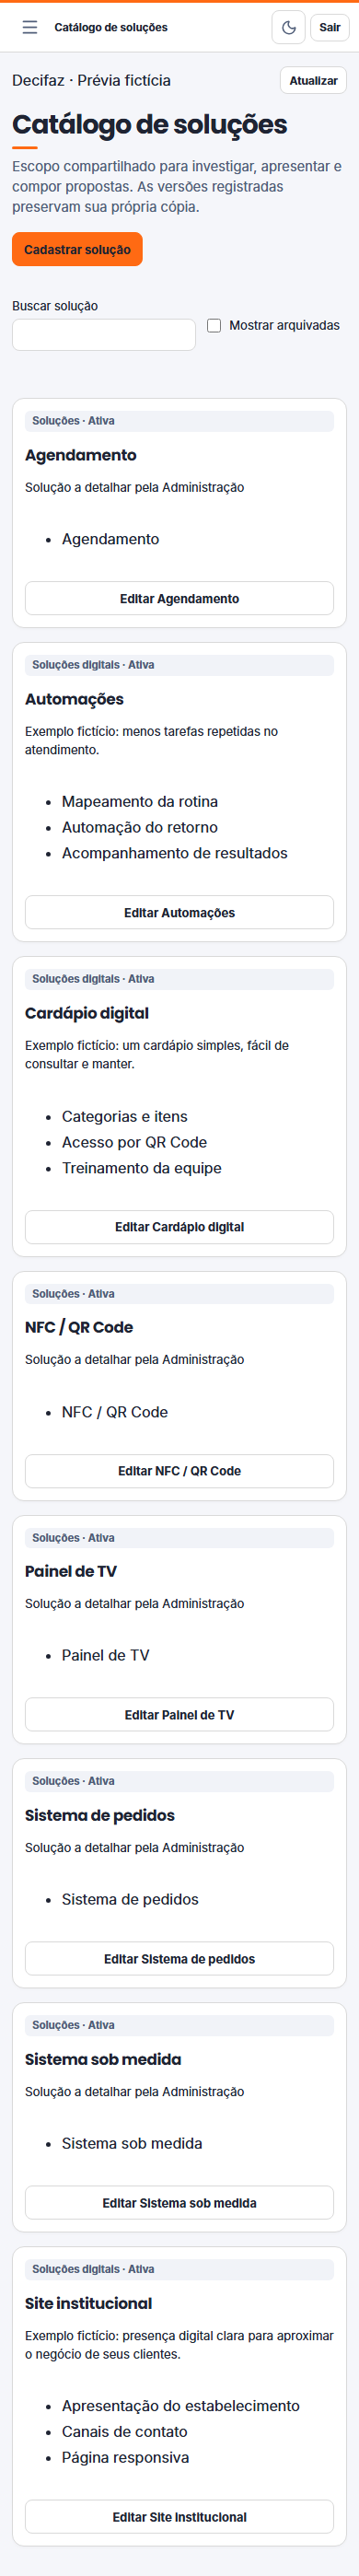 Catálogo de soluções
Sair
Decifaz · Prévia fictícia
Atualizar
Catálogo de soluções
Escopo compartilhado para investigar, apresentar e
compor propostas. As versões registradas
preservam sua própria cópia.
Cadastrar solução
Buscar solução
Mostrar arquivadas
Soluções · Ativa
Agendamento
Solução a detalhar pela Administração
• Agendamento
Editar Agendamento
Soluções digitais · Ativa
Automações
Exemplo fictício: menos tarefas repetidas no
atendimento.
• Mapeamento da rotina
• Automação do retorno
• Acompanhamento de resultados
Editar Automações
Soluções digitais · Ativa
Cardápio digital
Exemplo fictício: um cardápio simples, fácil de
consultar e manter.
• Categorias e itens
• Acesso por QR Code
• Treinamento da equipe
Editar Cardápio digital
Soluções · Ativa
NFC / QR Code
Solução a detalhar pela Administração
• NFC / QR Code
Editar NFC / QR Code
Soluções · Ativa
Painel de TV
Solução a detalhar pela Administração
• Painel de TV
Editar Painel de TV
Soluções · Ativa
Sistema de pedidos
Solução a detalhar pela Administração
• Sistema de pedidos
Editar Sistema de pedidos
Soluções · Ativa
Sistema sob medida
Solução a detalhar pela Administração
• Sistema sob medida
Editar Sistema sob medida
Soluções digitais · Ativa
Site institucional
Exemplo fictício: presença digital clara para aproximar
o negócio de seus clientes.
• Apresentação do estabelecimento
• Canais de contato
• Página responsiva
Editar Site institucional